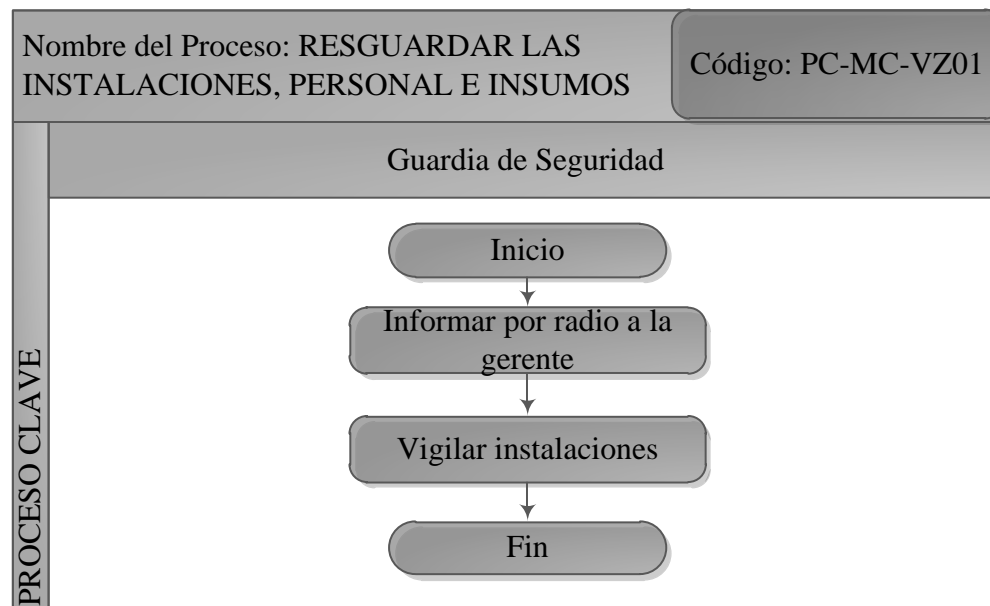 Nombre del Proceso: RESGUARDAR LAS
INSTALACIONES, PERSONAL E INSUMOS
Código: PC-MC-VZ01
Guardia de Seguridad
PROCESO CLAVE
Inicio
Informar por radio a la
gerente
Vigilar instalaciones
Fin